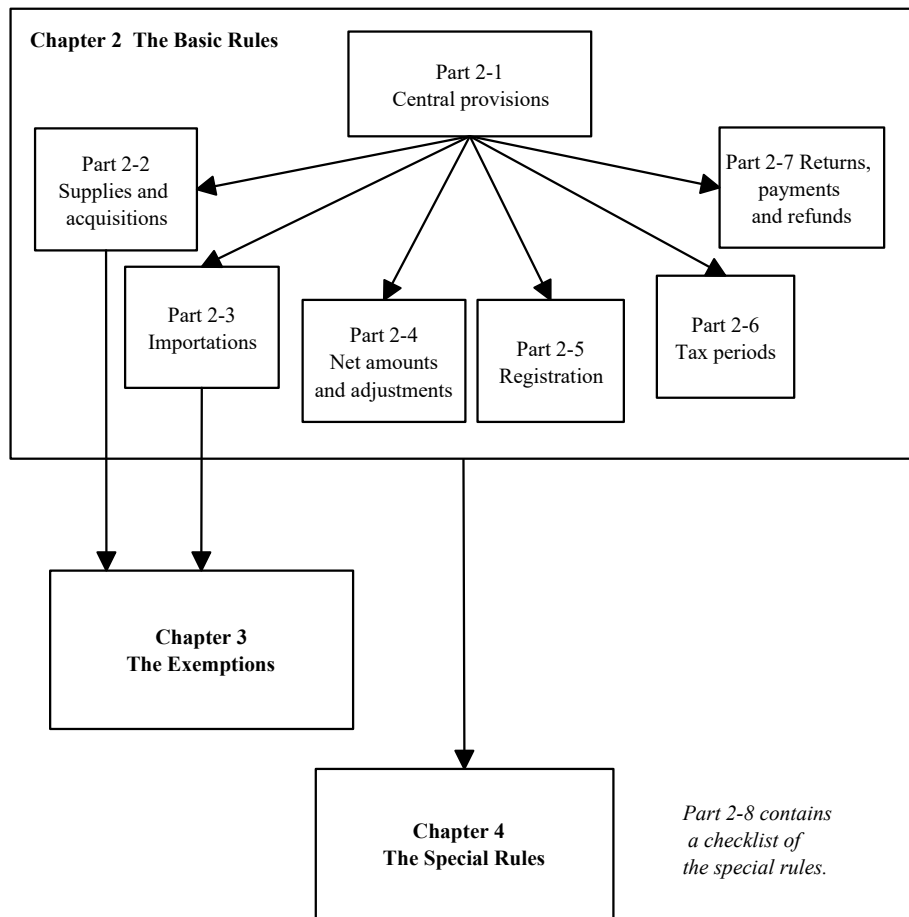 Chapter 2 The Basic Rules
Part 2-1
Central provisions
Part 2-2
Supplies and
acquisitions
Part 2-7 Returns,
payments
and refunds
Part 2-3
Importations
Part 2-4
Net amounts
and adjustments
Part 2-5
Registration
Part 2-6
Tax periods
Chapter 3
The Exemptions
Chapter 4
The Special Rules
Part 2-8 contains
a checklist of
the special rules.